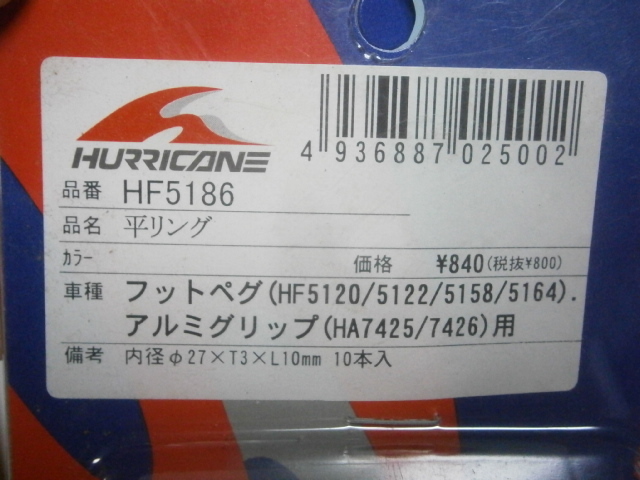 HURRICANE
4 936887 025002
品番 HF5186
品名 平リング
カラー 価格 ¥840(税抜¥800)
車種 フットペグ(HF5120/5122/5158/5164).
アルミグリップ(HA7425/7426)用
備考 内径φ27×T3×L10mm 10本入